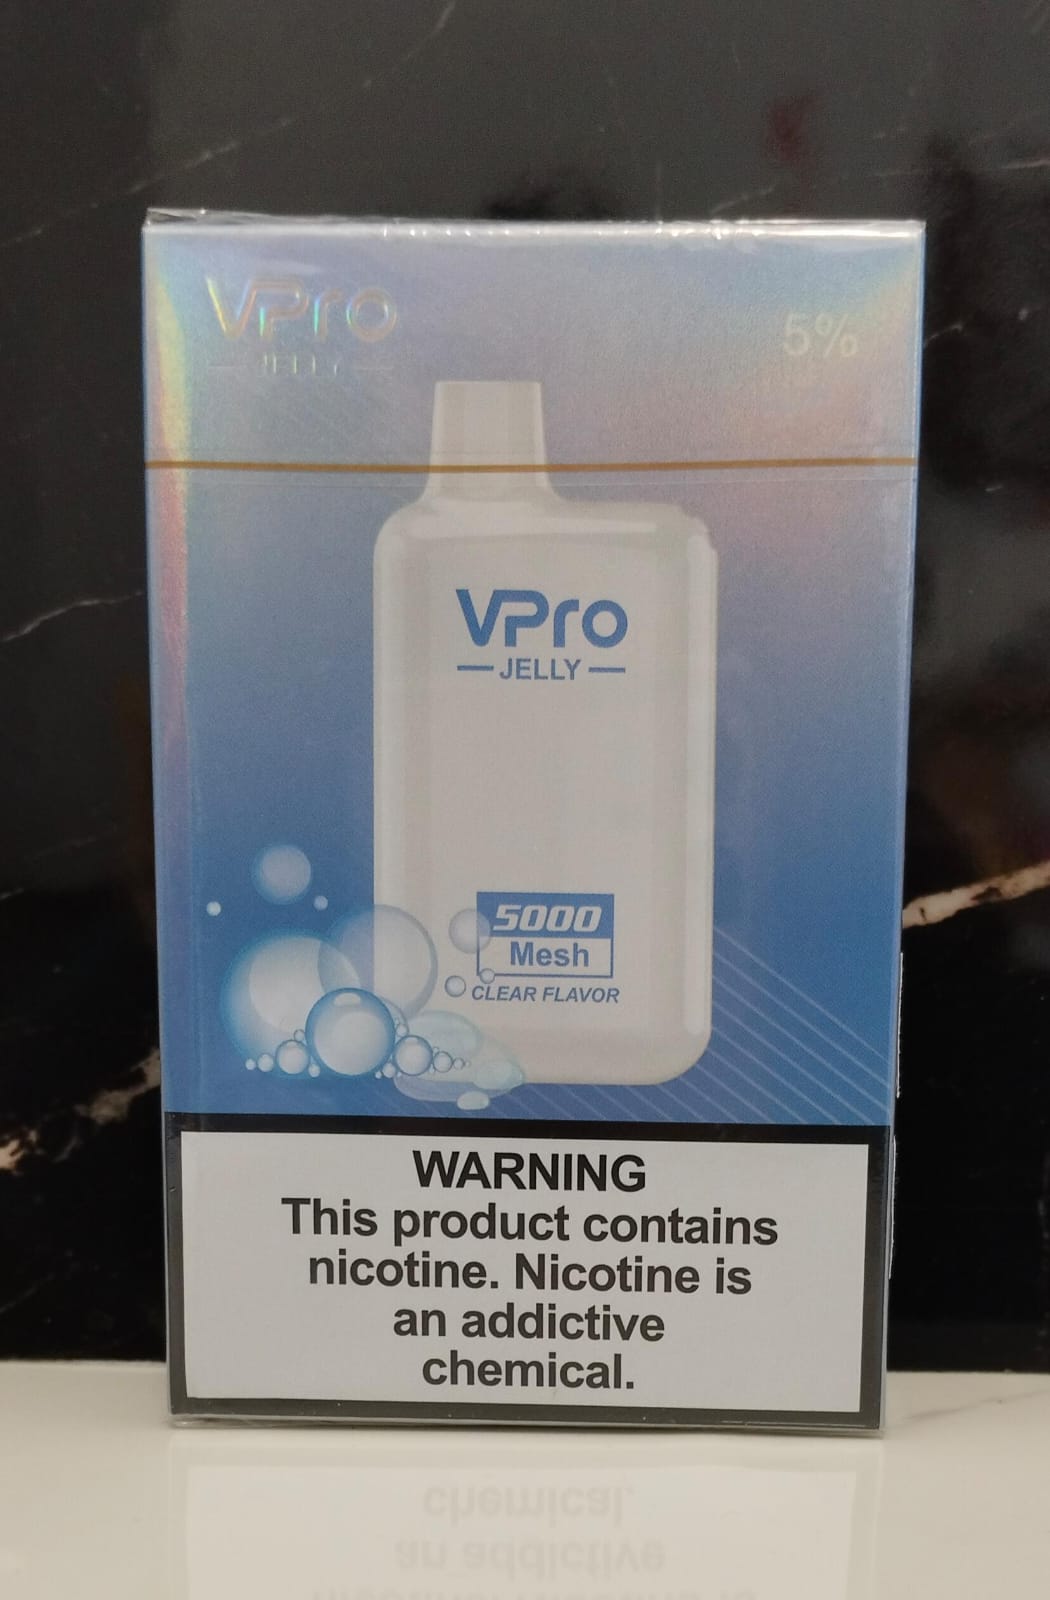 VPro
JELLY
5%
VPro
JELLY
5000
Mesh
CLEAR FLAVOR
WARNING
This product contains
nicotine. Nicotine is
an addictive
chemical.